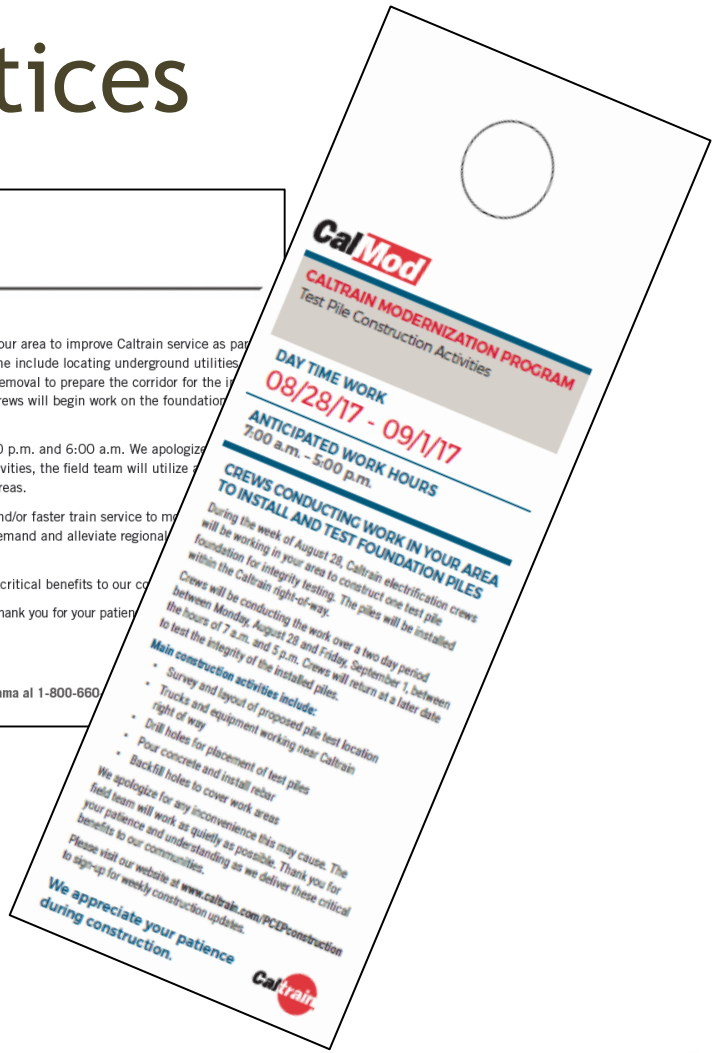 tices
our area to improve Caltrain service as par
ne include locating underground utilities
emoval to prepare the corridor for the i
rews will begin work on the foundation
0 p.m. and 6:00 a.m. We apologize
vities, the field team will utilize a
reas.
nd/or faster train service to m
emand and alleviate regional
critical benefits to our co
hank you for your patien
ma al 1-800-660-
CalMod
CALTRAIN MODERNIZATION PROGRAM
Test Pile Construction Activities
DAY TIME WORK
08/28/17 - 09/1/17
ANTICIPATED WORK HOURS
7:00 a.m. – 5:00 p.m.
CREWS CONDUCTING WORK IN YOUR AREA
TO INSTALL AND TEST FOUNDATION PILES
During the week of August 28, Caltrain electrification crews
will be working in your area to construct one test pile
foundation for integrity testing. The piles will be installed
within the Caltrain right-of-way.
Crews will be conducting the work over a two day period
between Monday, August 28 and Friday, September 1, between
the hours of 7 a.m. and 5 p.m. Crews will return at a later date
to test the integrity of the installed piles.
Main construction activities include:
• Survey and layout of proposed pile test location
• Trucks and equipment working near Caltrain
right of way
• Drill holes for placement of test piles
• Pour concrete and install rebar
• Backfill holes to cover work areas
We apologize for any inconvenience this may cause. The
field team will work as quietly as possible. Thank you for
your patience and understanding as we deliver these critical
benefits to our communities.
Please visit our website at www.caltrain.com/PCEPconstruction
to sign-up for weekly construction updates.
We appreciate your patience
during construction.
Caltrain